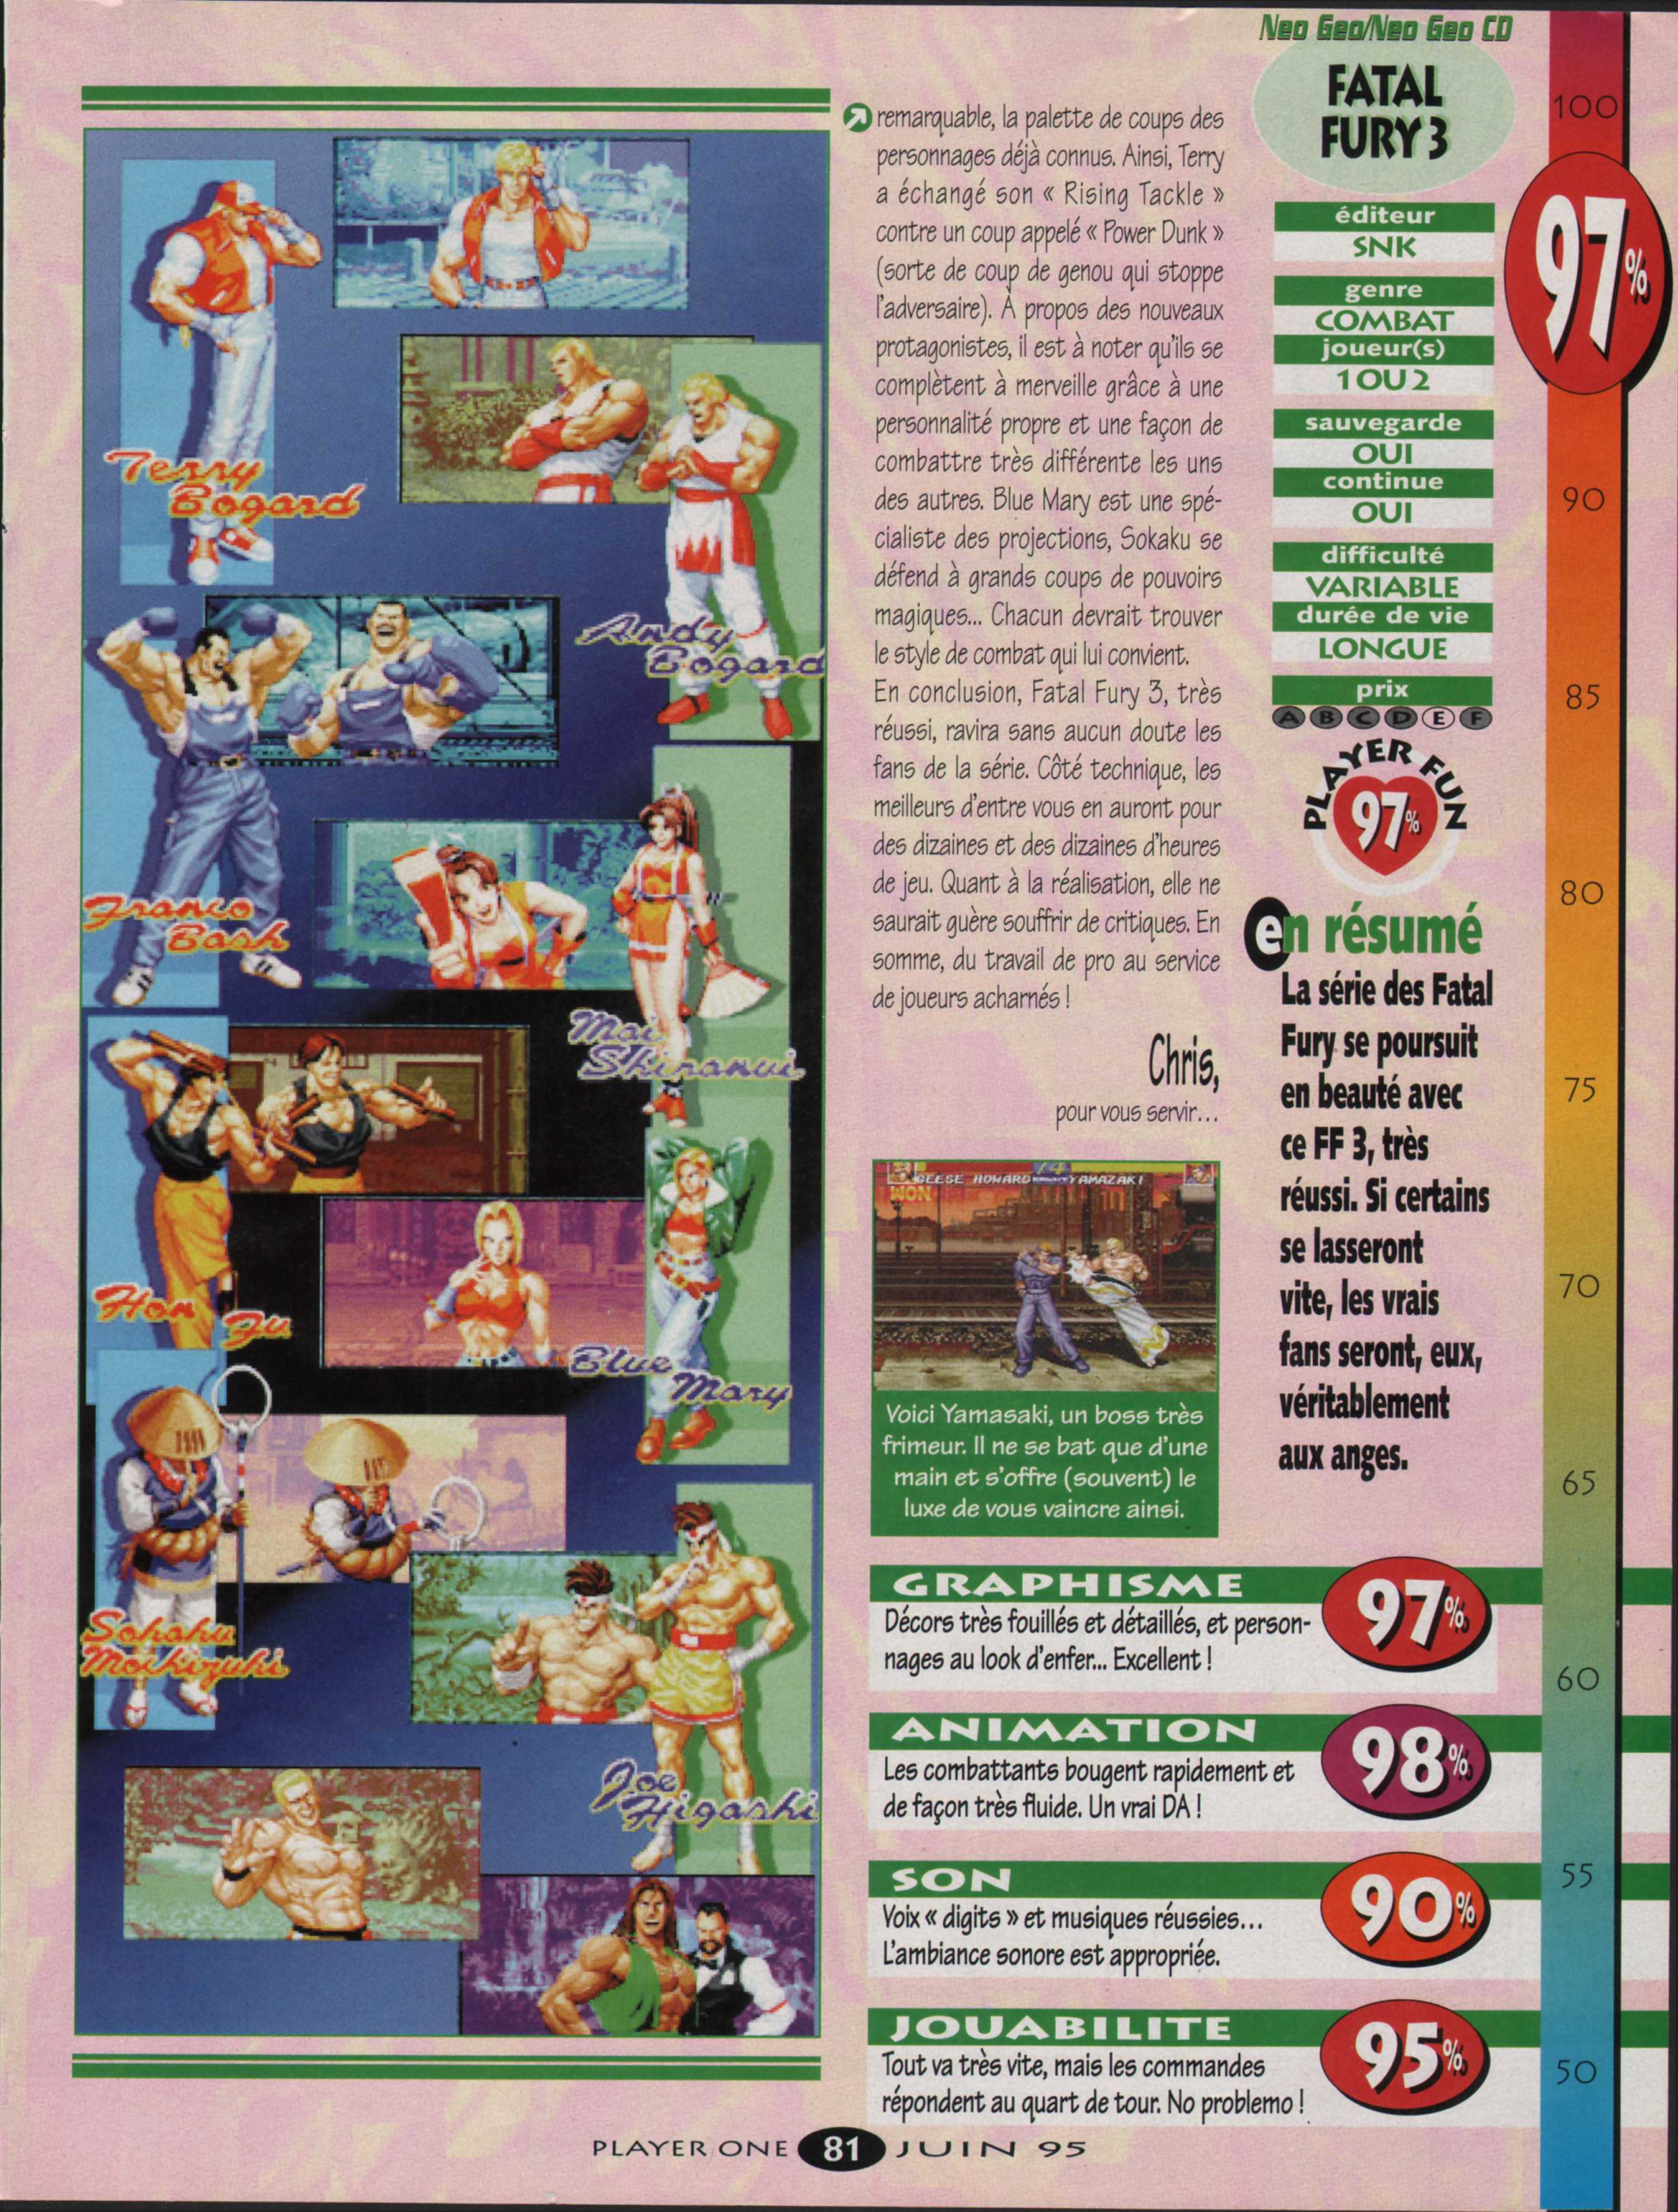 Neo Geo/Neo Geo CD
FATAL
FURY 3
97%
éditeur
SNK
genre
COMBAT
joueur(s)
1 OU 2
sauvegarde
OUI
continue
OUI
difficulté
VARIABLE
durée de vie
LONGUE
prix
A B C D E F
PLAYER FUN
97%
en résumé
La série des Fatal
Fury se poursuit
en beauté avec
ce FF 3, très
réussi. Si certains
se lasseront
vite, les vrais
fans seront, eux,
véritablement
aux anges.
100
90
85
80
75
70
65
60
55
50
Terry
Bogard
Andy
Bogard
Franco
Bash
Mai
Shiranui
Hon Fu
Blue
Mary
Sokaku
Mochizuki
Joe
Higashi
remarquable, la palette de coups des
personnages déjà connus. Ainsi, Terry
a échangé son « Rising Tackle »
contre un coup appelé « Power Dunk »
(sorte de coup de genou qui stoppe
l'adversaire). À propos des nouveaux
protagonistes, il est à noter qu'ils se
complètent à merveille grâce à une
personnalité propre et une façon de
combattre très différente les uns
des autres. Blue Mary est une spé-
cialiste des projections, Sokaku se
défend à grands coups de pouvoirs
magiques... Chacun devrait trouver
le style de combat qui lui convient.
En conclusion, Fatal Fury 3, très
réussi, ravira sans aucun doute les
fans de la série. Côté technique, les
meilleurs d'entre vous en auront pour
des dizaines et des dizaines d'heures
de jeu. Quant à la réalisation, elle ne
saurait guère souffrir de critiques. En
somme, du travail de pro au service
de joueurs acharnés !
Chris,
pour vous servir...
GEESE HOWARD YAMAZAKI
WON
Voici Yamasaki, un boss très
frimeur. Il ne se bat que d'une
main et s'offre (souvent) le
luxe de vous vaincre ainsi.
GRAPHISME
Décors très fouillés et détaillés, et person-
nages au look d'enfer... Excellent !
97%
ANIMATION
Les combattants bougent rapidement et
de façon très fluide. Un vrai DA !
98%
SON
Voix « digits » et musiques réussies...
L'ambiance sonore est appropriée.
90%
JOUABILITE
Tout va très vite, mais les commandes
répondent au quart de tour. No problemo !
95%
PLAYER ONE 81 JUIN 95